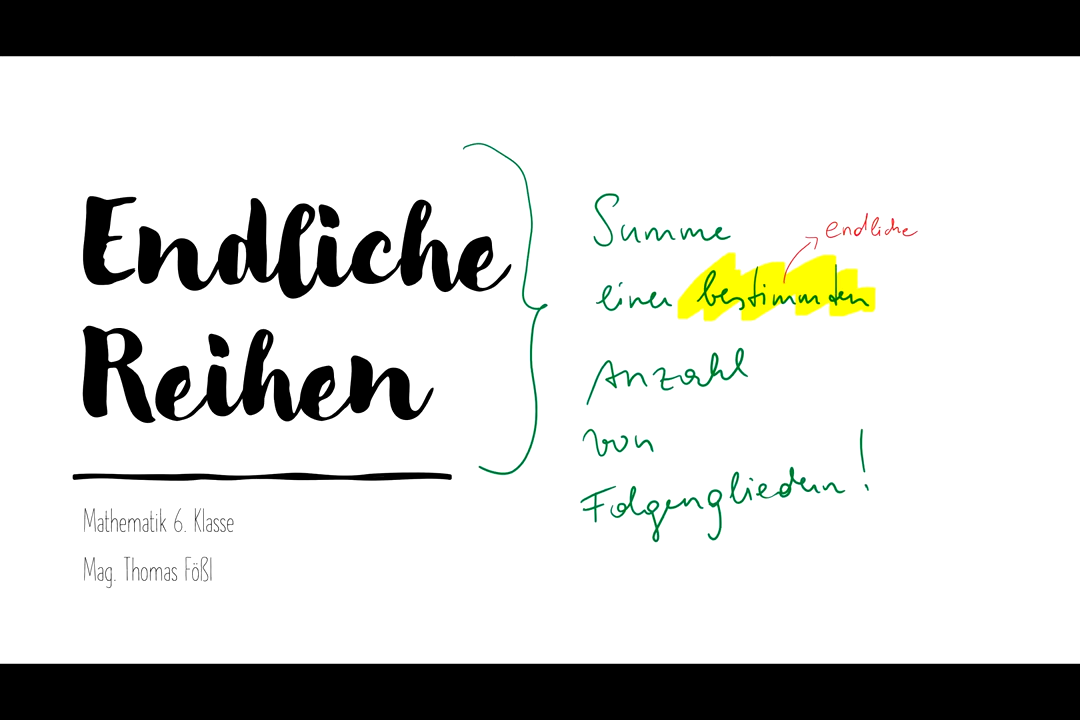 Endliche
Reihen
Mathematik 6. Klasse
Mag. Thomas Fößl
Summe
endliche
einer bestimmten
Anzahl
von
Folgengliedern!